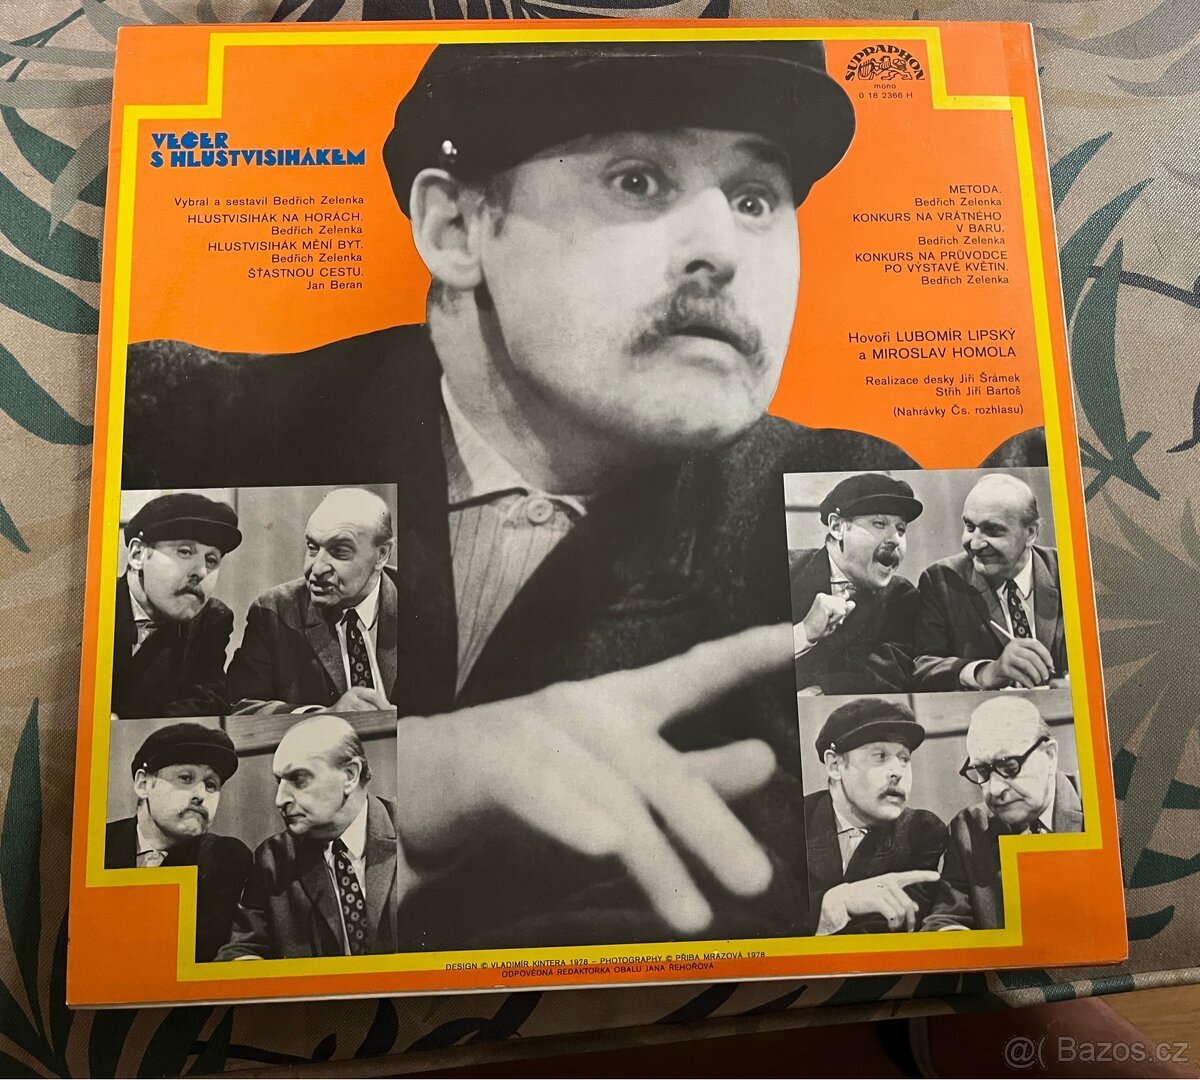 VEČER
S HLUSTVISIHÁKEM
Vybral a sestavil Bedřich Zelenka
HLUSTVISIHÁK NA HORÁCH.
Bedřich Zelenka
HLUSTVISIHÁK MĚNÍ BYT.
Bedřich Zelenka
ŠŤASTNOU CESTU.
Jan Beran
SUPRAPHON
mono
0 18 2366 H
METODA.
Bedřich Zelenka
KONKURS NA VRÁTNÉHO
V BARU.
Bedřich Zelenka
KONKURS NA PRŮVODCE
PO VÝSTAVĚ KVĚTIN.
Bedřich Zelenka
Hovoří LUBOMÍR LIPSKÝ
a MIROSLAV HOMOLA
Realizace desky Jiří Šrámek
Střih Jiří Bartoš
(Nahrávky Čs. rozhlasu)
DESIGN © VLADIMÍR KINTERA 1978 – PHOTOGRAPHY © PŘIBA MRÁZOVÁ 1978
ODPOVĚDNÁ REDAKTORKA OBALU JANA ŘEHOŘOVÁ
@( Bazos.cz